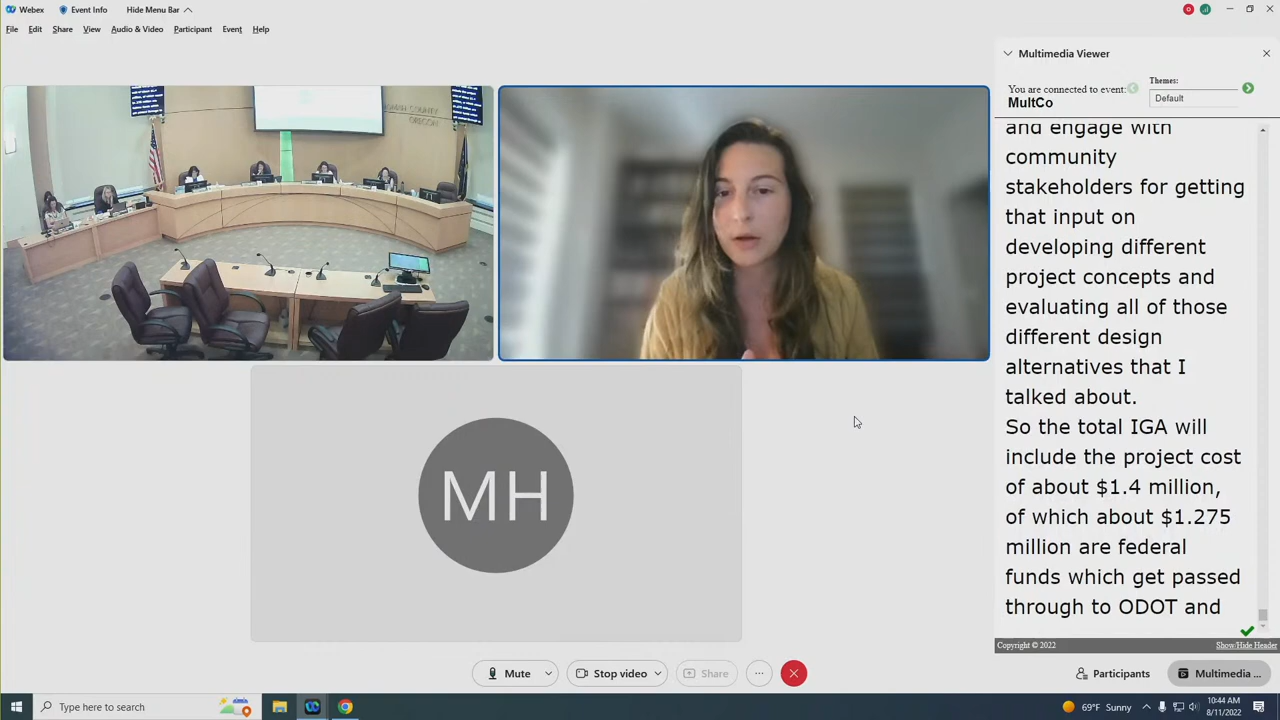 Webex
Event Info
Hide Menu Bar
File
Edit
Share
View
Audio & Video
Participant
Event
Help
COUNTY
OREGON
MH
Multimedia Viewer
You are connected to event:
MultCo
Themes:
Default
and engage with
community
stakeholders for getting
that input on
developing different
project concepts and
evaluating all of those
different design
alternatives that I
talked about.
So the total IGA will
include the project cost
of about $1.4 million,
of which about $1.275
million are federal
funds which get passed
through to ODOT and
Copyright © 2022
Show/Hide Header
Mute
Stop video
Share
Participants
Multimedia ...
Type here to search
69°F Sunny
10:44 AM
8/11/2022